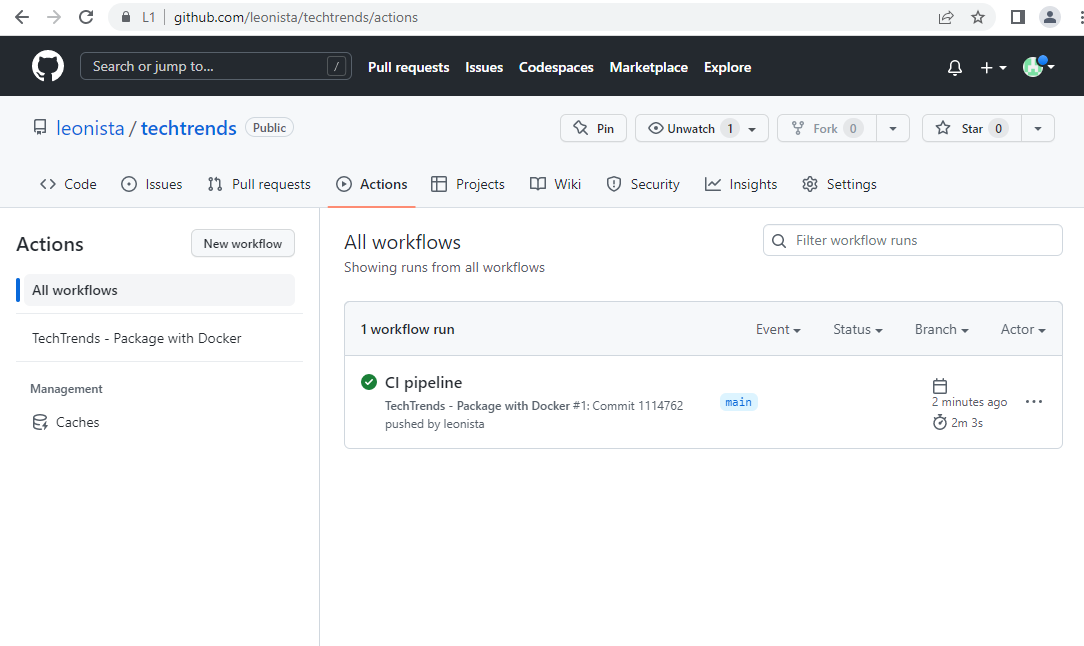 L1 github.com/leonista/techtrends/actions
Search or jump to... / Pull requests Issues Codespaces Marketplace Explore
leonista / techtrends Public Pin Unwatch 1 Fork 0 Star 0
Code Issues Pull requests Actions Projects Wiki Security Insights Settings
Actions New workflow
All workflows
TechTrends - Package with Docker
Management
Caches
All workflows
Showing runs from all workflows
Filter workflow runs
1 workflow run Event Status Branch Actor
CI pipeline
TechTrends - Package with Docker #1: Commit 1114762
pushed by leonista
main
2 minutes ago
2m 3s